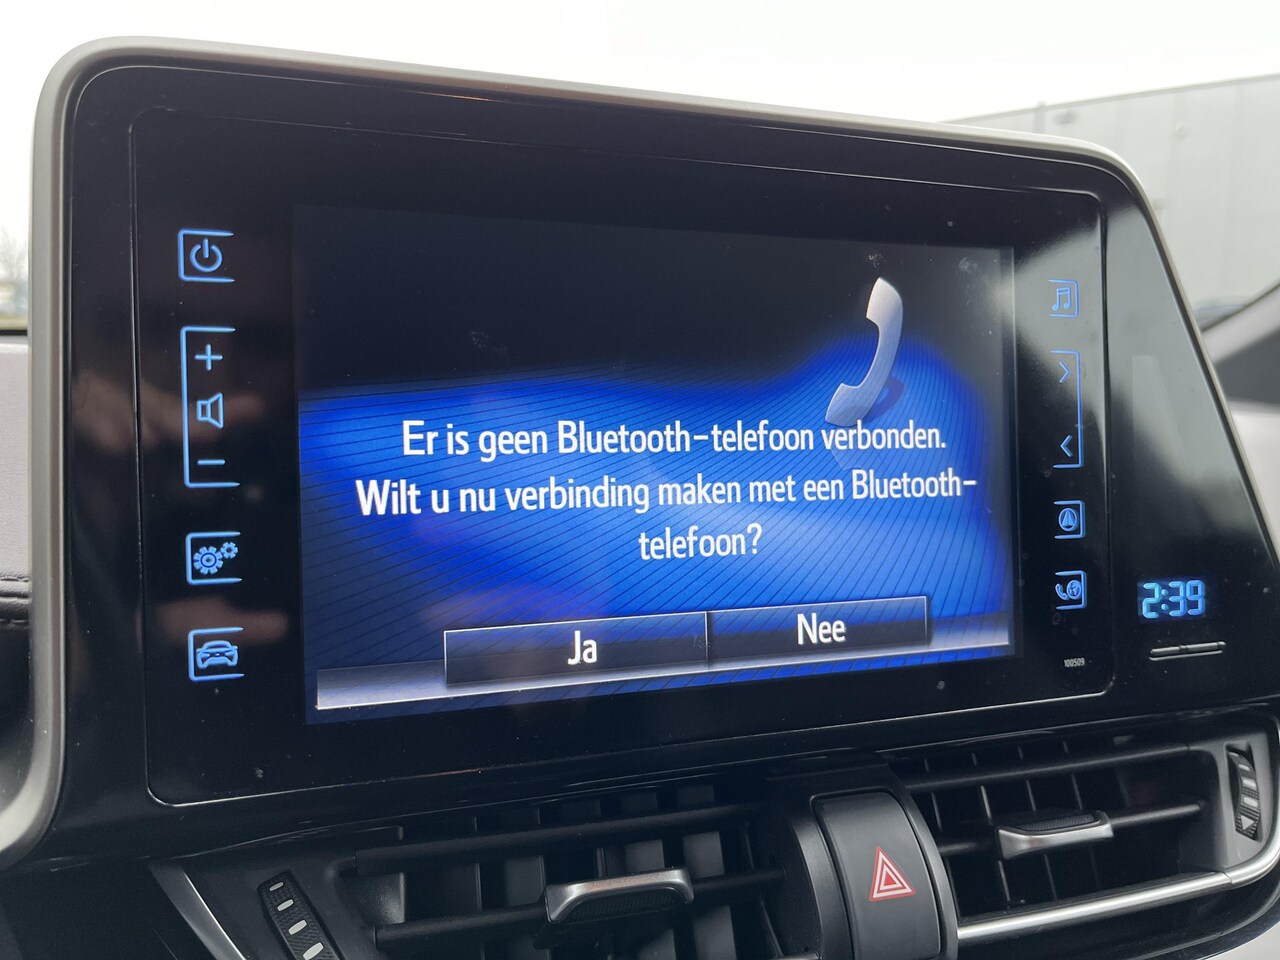 Er is geen Bluetooth-telefoon verbonden.
Wilt u nu verbinding maken met een Bluetooth-
telefoon?
Ja
Nee
2:39
100509